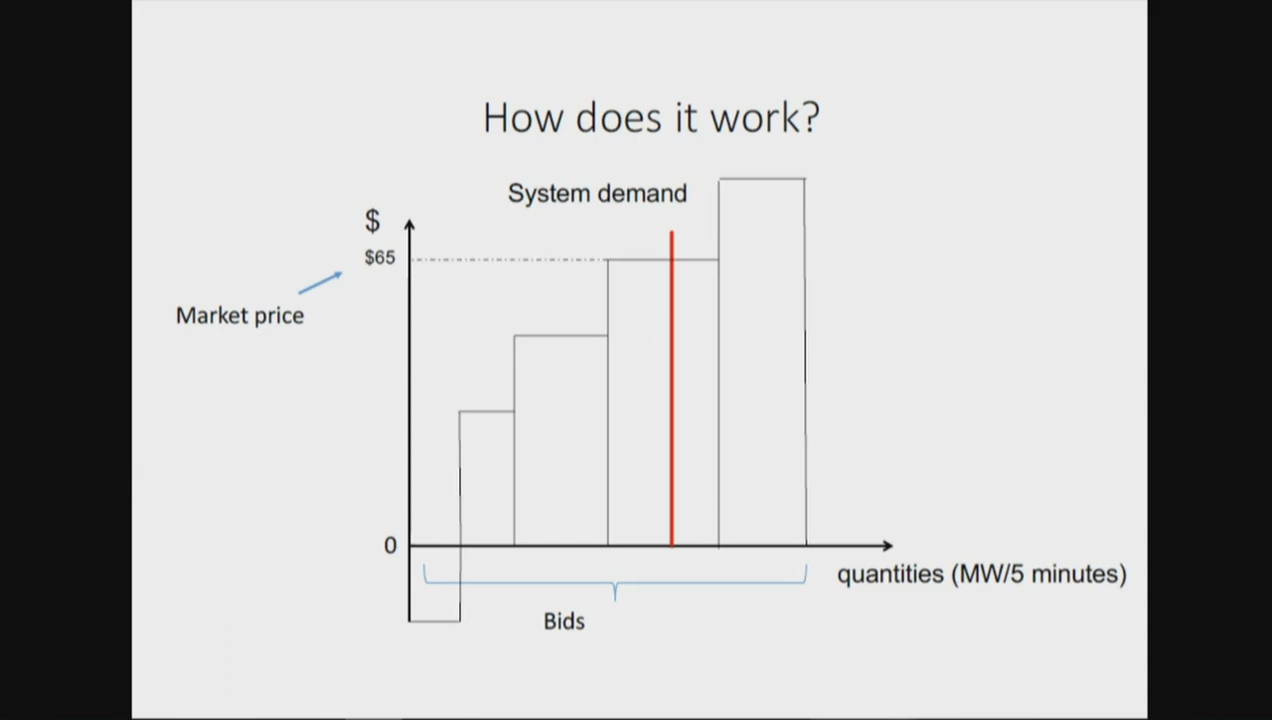 How does it work?
System demand
$
$65
Market price
0
quantities (MW/5 minutes)
Bids